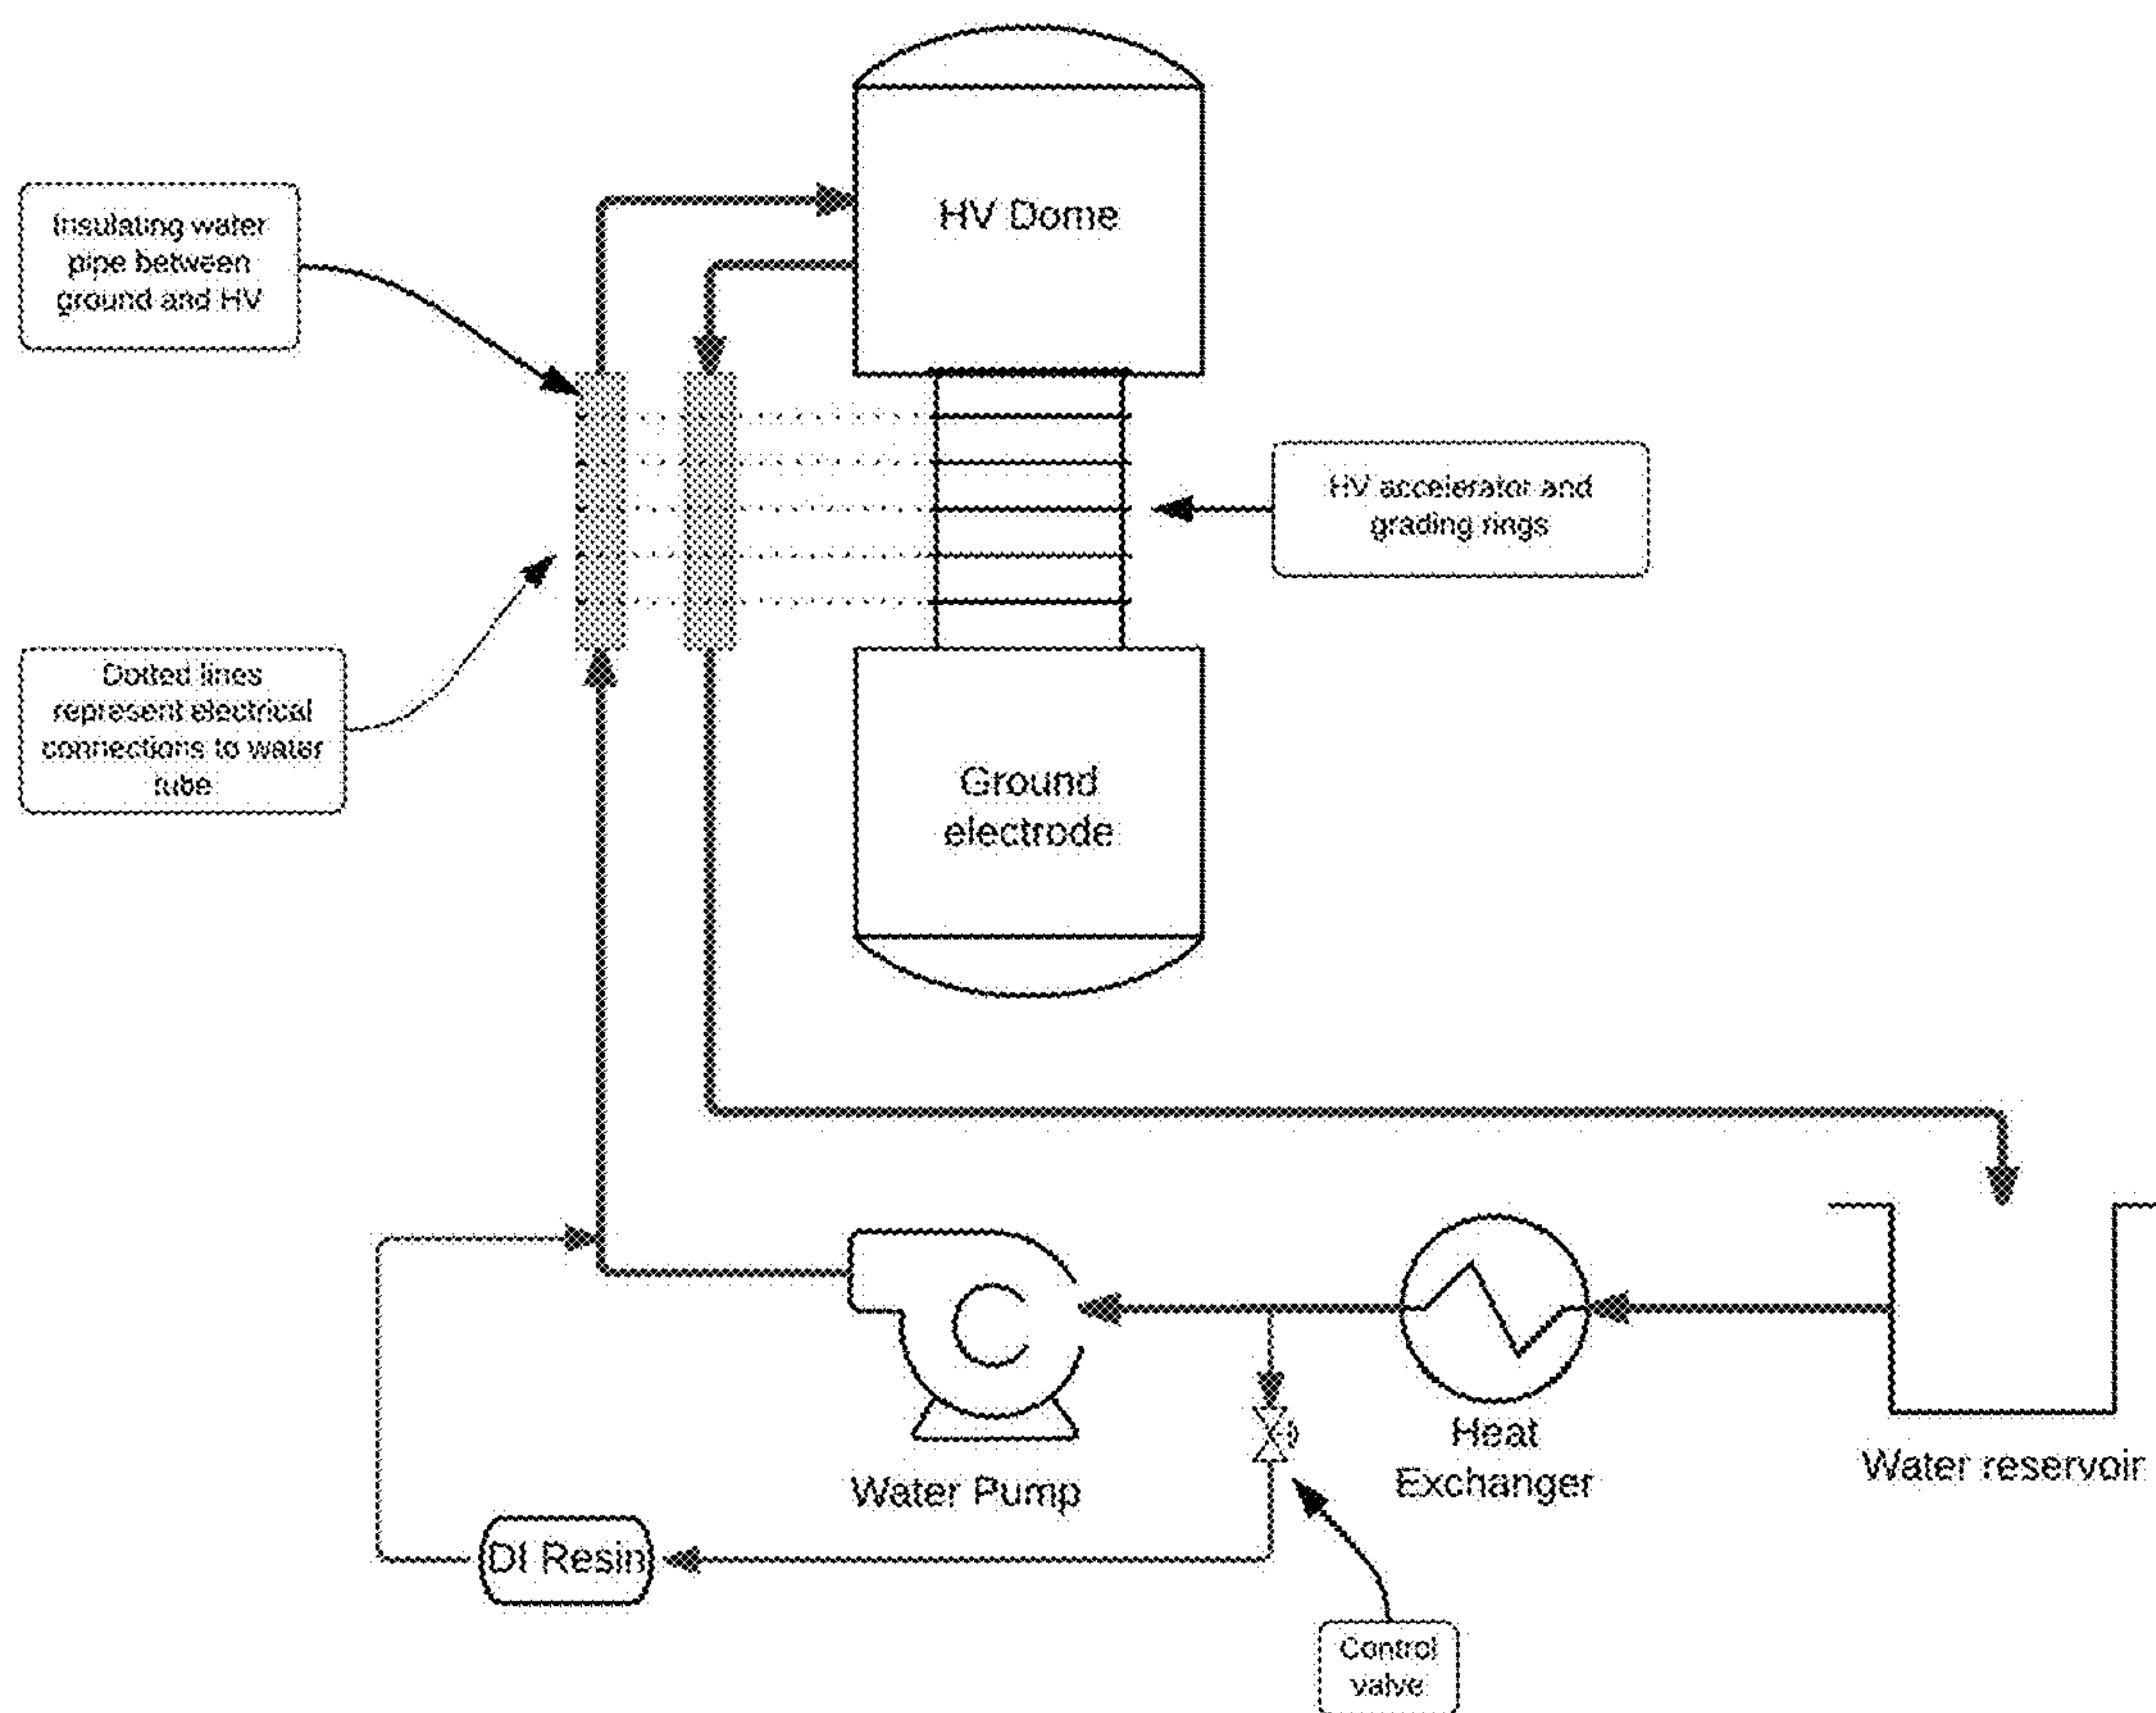 HV Dome
Insulating water
pipe between
ground and HV
HV accelerator and
grading rings
Dotted lines
represent electrical
connections to water
tube
Ground
electrode
Heat
Exchanger
Water reservoir
Water Pump
DI Resin
Control
valve